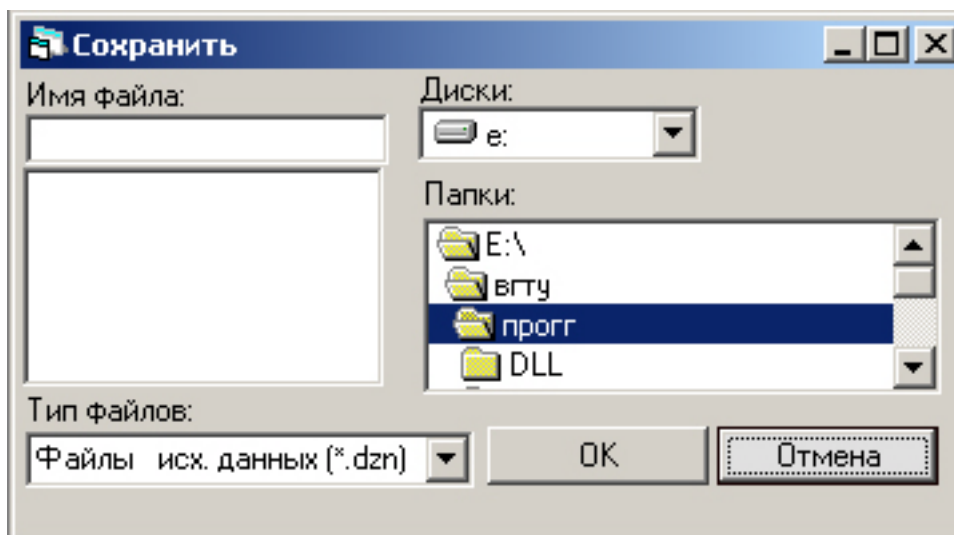 Сохранить
Имя файла:
Диски:
e:
Папки:
E:\
вгту
прогг
DLL
Тип файлов:
Файлы исх. данных (*.dzn)
OK
Отмена